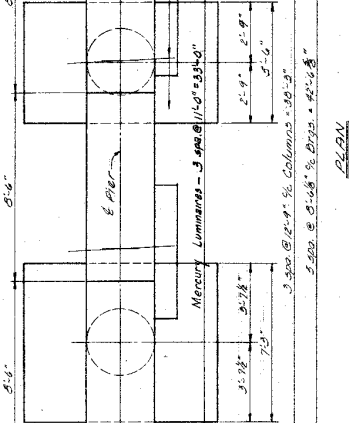 8'-6"
8'-6"
℄ Pier
Mercury Luminaires - 3 spa. @ 11'-0" = 33'-0"
2'-9"
2'-9"
5'-6"
3'-7½"
3'-7½"
7'-3"
3 spa. @ 12'-9" c/c Columns = 38'-3"
5 spa. @ 8'-6⅛" c/c Brgs. = 42'-6⅝"
PLAN